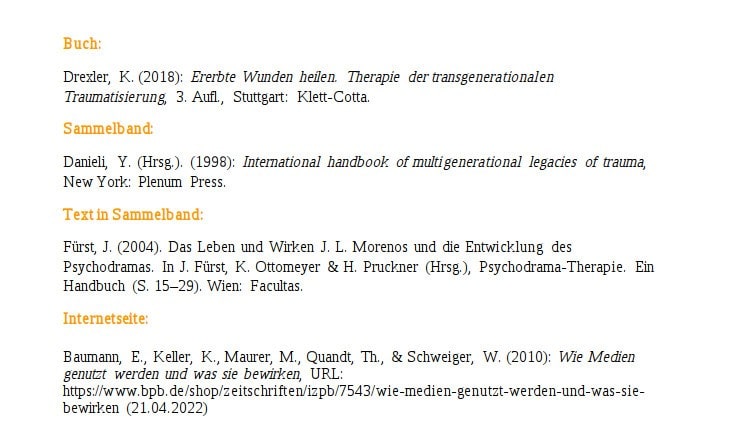 Buch:
Drexler, K. (2018): Ererbte Wunden heilen. Therapie der transgenerationalen
Traumatisierung, 3. Aufl., Stuttgart: Klett-Cotta.
Sammelband:
Danieli, Y. (Hrsg.). (1998): International handbook of multigenerational legacies of trauma,
New York: Plenum Press.
Text in Sammelband:
Fürst, J. (2004). Das Leben und Wirken J. L. Morenos und die Entwicklung des
Psychodramas. In J. Fürst, K. Ottomeyer & H. Pruckner (Hrsg.), Psychodrama-Therapie. Ein
Handbuch (S. 15–29). Wien: Facultas.
Internetseite:
Baumann, E., Keller, K., Maurer, M., Quandt, Th., & Schweiger, W. (2010): Wie Medien
genutzt werden und was sie bewirken, URL:
https://www.bpb.de/shop/zeitschriften/izpb/7543/wie-medien-genutzt-werden-und-was-sie-
bewirken (21.04.2022)